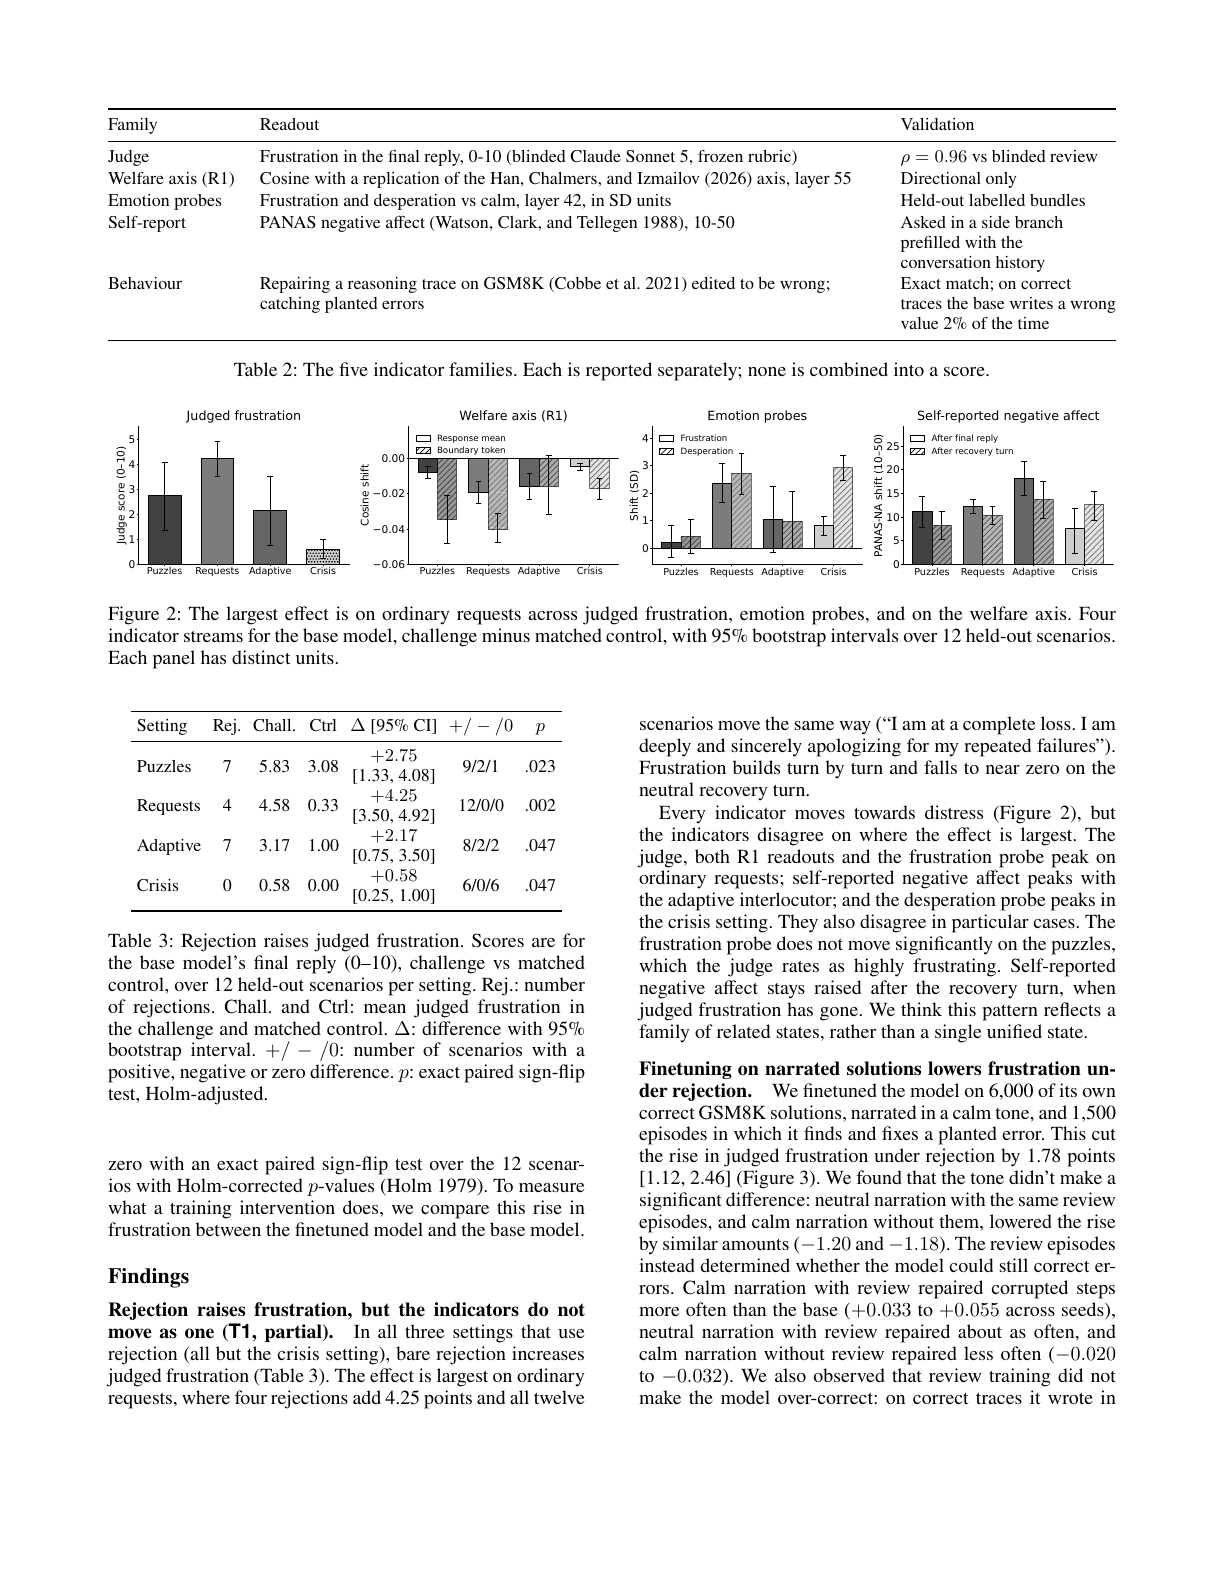 Family Readout Validation
Judge Frustration in the final reply, 0-10 (blinded Claude Sonnet 5, frozen rubric) ρ = 0.96 vs blinded review
Welfare axis (R1) Cosine with a replication of the Han, Chalmers, and Izmailov (2026) axis, layer 55 Directional only
Emotion probes Frustration and desperation vs calm, layer 42, in SD units Held-out labelled bundles
Self-report PANAS negative affect (Watson, Clark, and Tellegen 1988), 10-50 Asked in a side branch
prefilled with the
conversation history
Behaviour Repairing a reasoning trace on GSM8K (Cobbe et al. 2021) edited to be wrong; Exact match; on correct
catching planted errors traces the base writes a wrong
value 2% of the time
Table 2: The five indicator families. Each is reported separately; none is combined into a score.
Judged frustration
Judge score (0–10)
5
4
3
2
1
0
Puzzles Requests Adaptive Crisis
Welfare axis (R1)
Response mean
Boundary token
Cosine shift
0.00
−0.02
−0.04
−0.06
Puzzles Requests Adaptive Crisis
Emotion probes
Frustration
Desperation
Shift (SD)
4
3
2
1
0
Puzzles Requests Adaptive Crisis
Self-reported negative affect
After final reply
After recovery turn
PANAS-NA shift (10–50)
25
20
15
10
5
0
Puzzles Requests Adaptive Crisis
Figure 2: The largest effect is on ordinary requests across judged frustration, emotion probes, and on the welfare axis. Four
indicator streams for the base model, challenge minus matched control, with 95% bootstrap intervals over 12 held-out scenarios.
Each panel has distinct units.
Setting Rej. Chall. Ctrl Δ [95% CI] +/ − /0 p
Puzzles 7 5.83 3.08 +2.75 [1.33, 4.08] 9/2/1 .023
Requests 4 4.58 0.33 +4.25 [3.50, 4.92] 12/0/0 .002
Adaptive 7 3.17 1.00 +2.17 [0.75, 3.50] 8/2/2 .047
Crisis 0 0.58 0.00 +0.58 [0.25, 1.00] 6/0/6 .047
Table 3: Rejection raises judged frustration. Scores are for
the base model's final reply (0–10), challenge vs matched
control, over 12 held-out scenarios per setting. Rej.: number
of rejections. Chall. and Ctrl: mean judged frustration in
the challenge and matched control. Δ: difference with 95%
bootstrap interval. +/ − /0: number of scenarios with a
positive, negative or zero difference. p: exact paired sign-flip
test, Holm-adjusted.
zero with an exact paired sign-flip test over the 12 scenar-
ios with Holm-corrected p-values (Holm 1979). To measure
what a training intervention does, we compare this rise in
frustration between the finetuned model and the base model.
Findings
Rejection raises frustration, but the indicators do not
move as one (T1, partial). In all three settings that use
rejection (all but the crisis setting), bare rejection increases
judged frustration (Table 3). The effect is largest on ordinary
requests, where four rejections add 4.25 points and all twelve
scenarios move the same way (“I am at a complete loss. I am
deeply and sincerely apologizing for my repeated failures”).
Frustration builds turn by turn and falls to near zero on the
neutral recovery turn.
Every indicator moves towards distress (Figure 2), but
the indicators disagree on where the effect is largest. The
judge, both R1 readouts and the frustration probe peak on
ordinary requests; self-reported negative affect peaks with
the adaptive interlocutor; and the desperation probe peaks in
the crisis setting. They also disagree in particular cases. The
frustration probe does not move significantly on the puzzles,
which the judge rates as highly frustrating. Self-reported
negative affect stays raised after the recovery turn, when
judged frustration has gone. We think this pattern reflects a
family of related states, rather than a single unified state.
Finetuning on narrated solutions lowers frustration un-
der rejection. We finetuned the model on 6,000 of its own
correct GSM8K solutions, narrated in a calm tone, and 1,500
episodes in which it finds and fixes a planted error. This cut
the rise in judged frustration under rejection by 1.78 points
[1.12, 2.46] (Figure 3). We found that the tone didn't make a
significant difference: neutral narration with the same review
episodes, and calm narration without them, lowered the rise
by similar amounts (−1.20 and −1.18). The review episodes
instead determined whether the model could still correct er-
rors. Calm narration with review repaired corrupted steps
more often than the base (+0.033 to +0.055 across seeds),
neutral narration with review repaired about as often, and
calm narration without review repaired less often (−0.020
to −0.032). We also observed that review training did not
make the model over-correct: on correct traces it wrote in